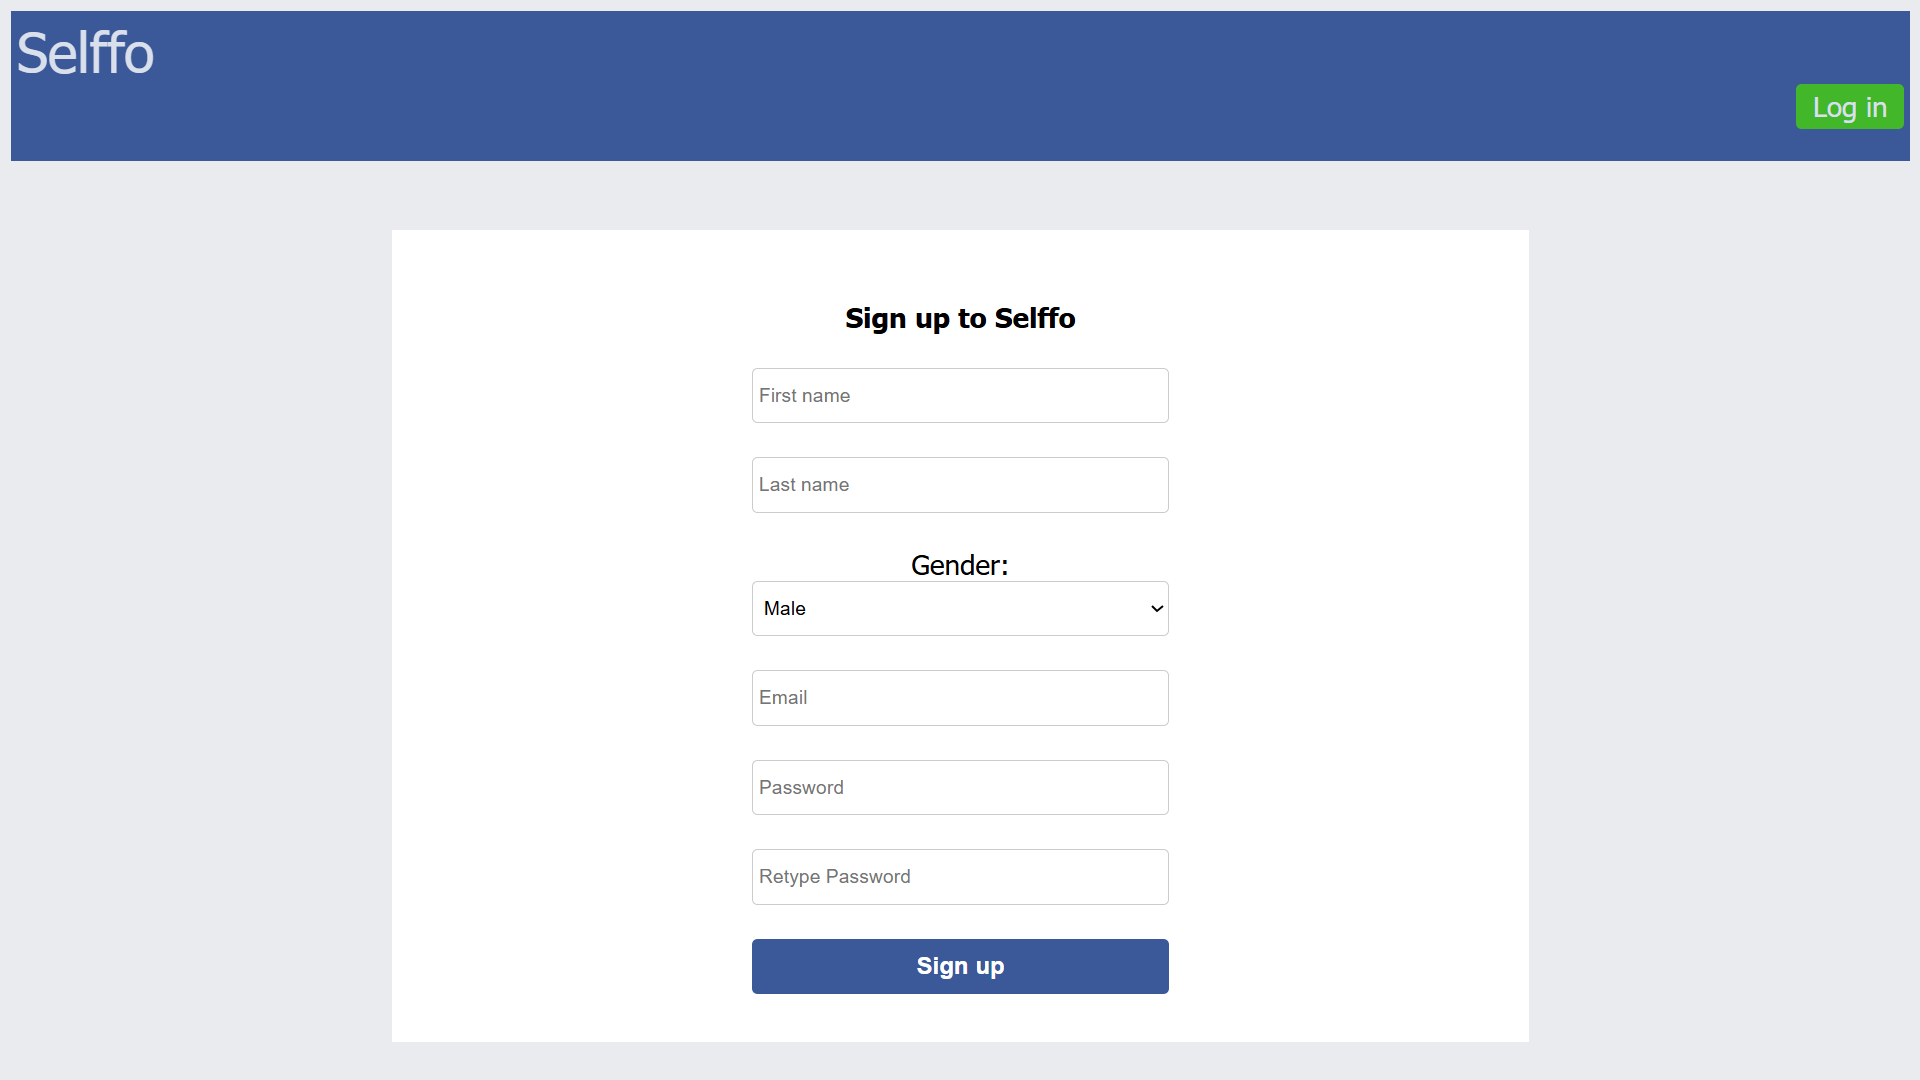 Selffo
Log in
Sign up to Selffo
First name
Last name
Gender:
Male
Email
Password
Retype Password
Sign up